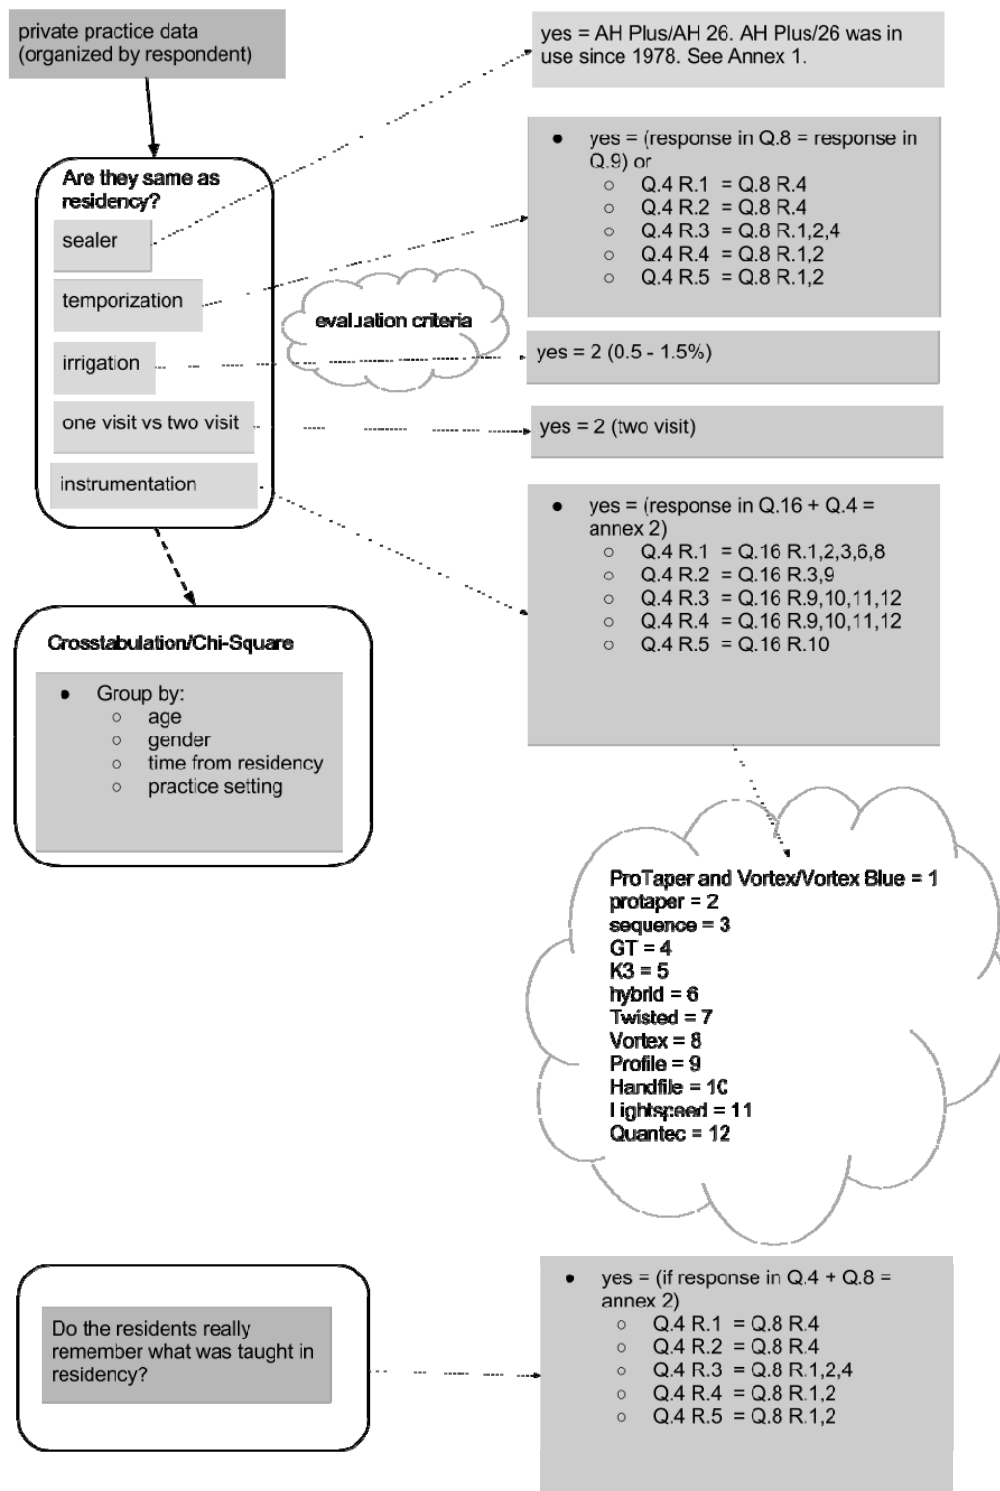 private practice data
(organized by respondent)
Are they same as
residency?
sealer
temporization
irrigation
one visit vs two visit
instrumentation
evaluation criteria
yes = AH Plus/AH 26. AH Plus/26 was in
use since 1978. See Annex 1.
● yes = (response in Q.8 = response in
Q.9) or
○ Q.4 R.1 = Q.8 R.4
○ Q.4 R.2 = Q.8 R.4
○ Q.4 R.3 = Q.8 R.1,2,4
○ Q.4 R.4 = Q.8 R.1,2
○ Q.4 R.5 = Q.8 R.1,2
yes = 2 (0.5 - 1.5%)
yes = 2 (two visit)
● yes = (response in Q.16 + Q.4 =
annex 2)
○ Q.4 R.1 = Q.16 R.1,2,3,6,8
○ Q.4 R.2 = Q.16 R.3,9
○ Q.4 R.3 = Q.16 R.9,10,11,12
○ Q.4 R.4 = Q.16 R.9,10,11,12
○ Q.4 R.5 = Q.16 R.10
Crosstabulation/Chi-Square
● Group by:
○ age
○ gender
○ time from residency
○ practice setting
ProTaper and Vortex/Vortex Blue = 1
protaper = 2
sequence = 3
GT = 4
K3 = 5
hybrid = 6
Twisted = 7
Vortex = 8
Profile = 9
Handfile = 10
Lightspeed = 11
Quantec = 12
Do the residents really
remember what was taught in
residency?
● yes = (if response in Q.4 + Q.8 =
annex 2)
○ Q.4 R.1 = Q.8 R.4
○ Q.4 R.2 = Q.8 R.4
○ Q.4 R.3 = Q.8 R.1,2,4
○ Q.4 R.4 = Q.8 R.1,2
○ Q.4 R.5 = Q.8 R.1,2